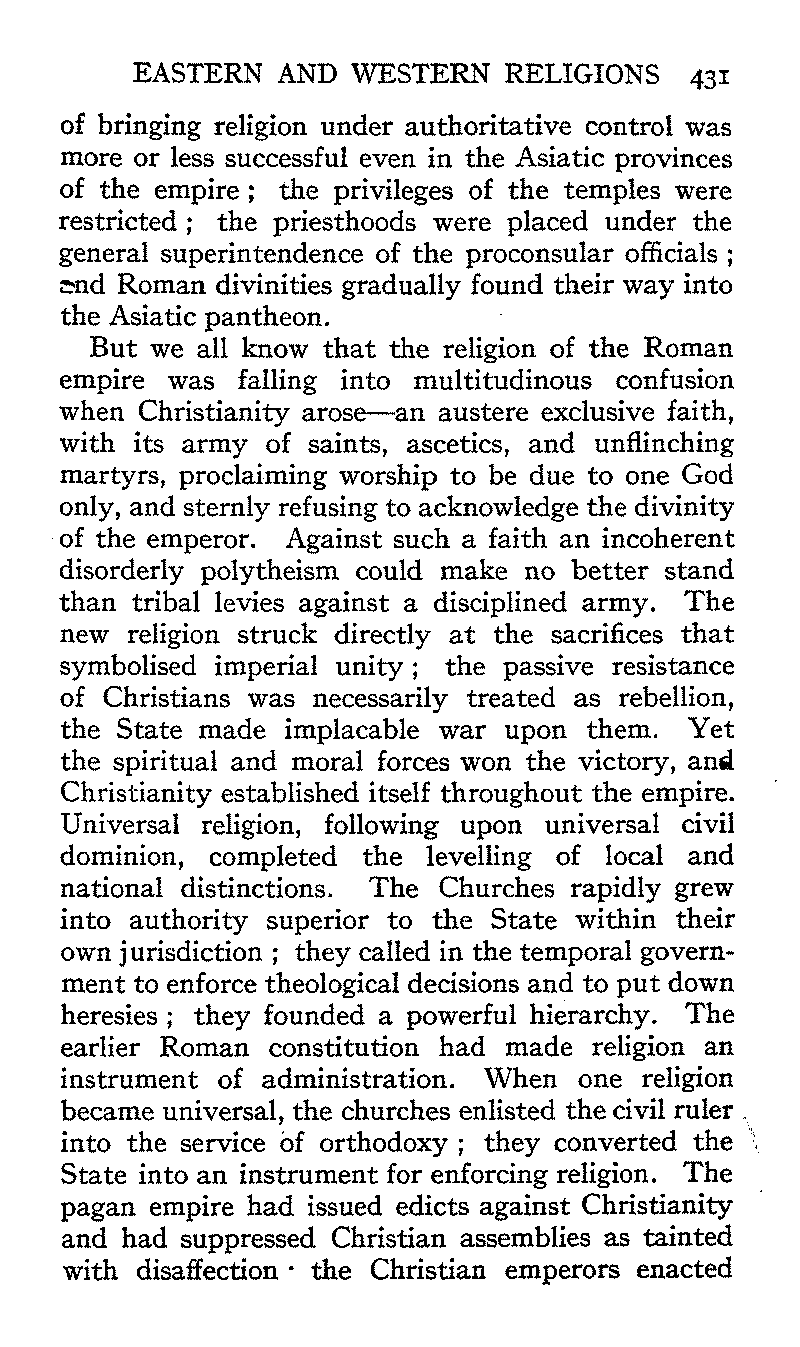 EASTERN AND WESTERN RELIGIONS 431
of bringing religion under authoritative control was
more or less successful even in the Asiatic provinces
of the empire ; the privileges of the temples were
restricted ; the priesthoods were placed under the
general superintendence of the proconsular officials ;
and Roman divinities gradually found their way into
the Asiatic pantheon.
But we all know that the religion of the Roman
empire was falling into multitudinous confusion
when Christianity arose—an austere exclusive faith,
with its army of saints, ascetics, and unflinching
martyrs, proclaiming worship to be due to one God
only, and sternly refusing to acknowledge the divinity
of the emperor. Against such a faith an incoherent
disorderly polytheism could make no better stand
than tribal levies against a disciplined army. The
new religion struck directly at the sacrifices that
symbolised imperial unity ; the passive resistance
of Christians was necessarily treated as rebellion,
the State made implacable war upon them. Yet
the spiritual and moral forces won the victory, and
Christianity established itself throughout the empire.
Universal religion, following upon universal civil
dominion, completed the levelling of local and
national distinctions. The Churches rapidly grew
into authority superior to the State within their
own jurisdiction ; they called in the temporal govern-
ment to enforce theological decisions and to put down
heresies ; they founded a powerful hierarchy. The
earlier Roman constitution had made religion an
instrument of administration. When one religion
became universal, the churches enlisted the civil ruler
into the service of orthodoxy ; they converted the
State into an instrument for enforcing religion. The
pagan empire had issued edicts against Christianity
and had suppressed Christian assemblies as tainted
with disaffection · the Christian emperors enacted